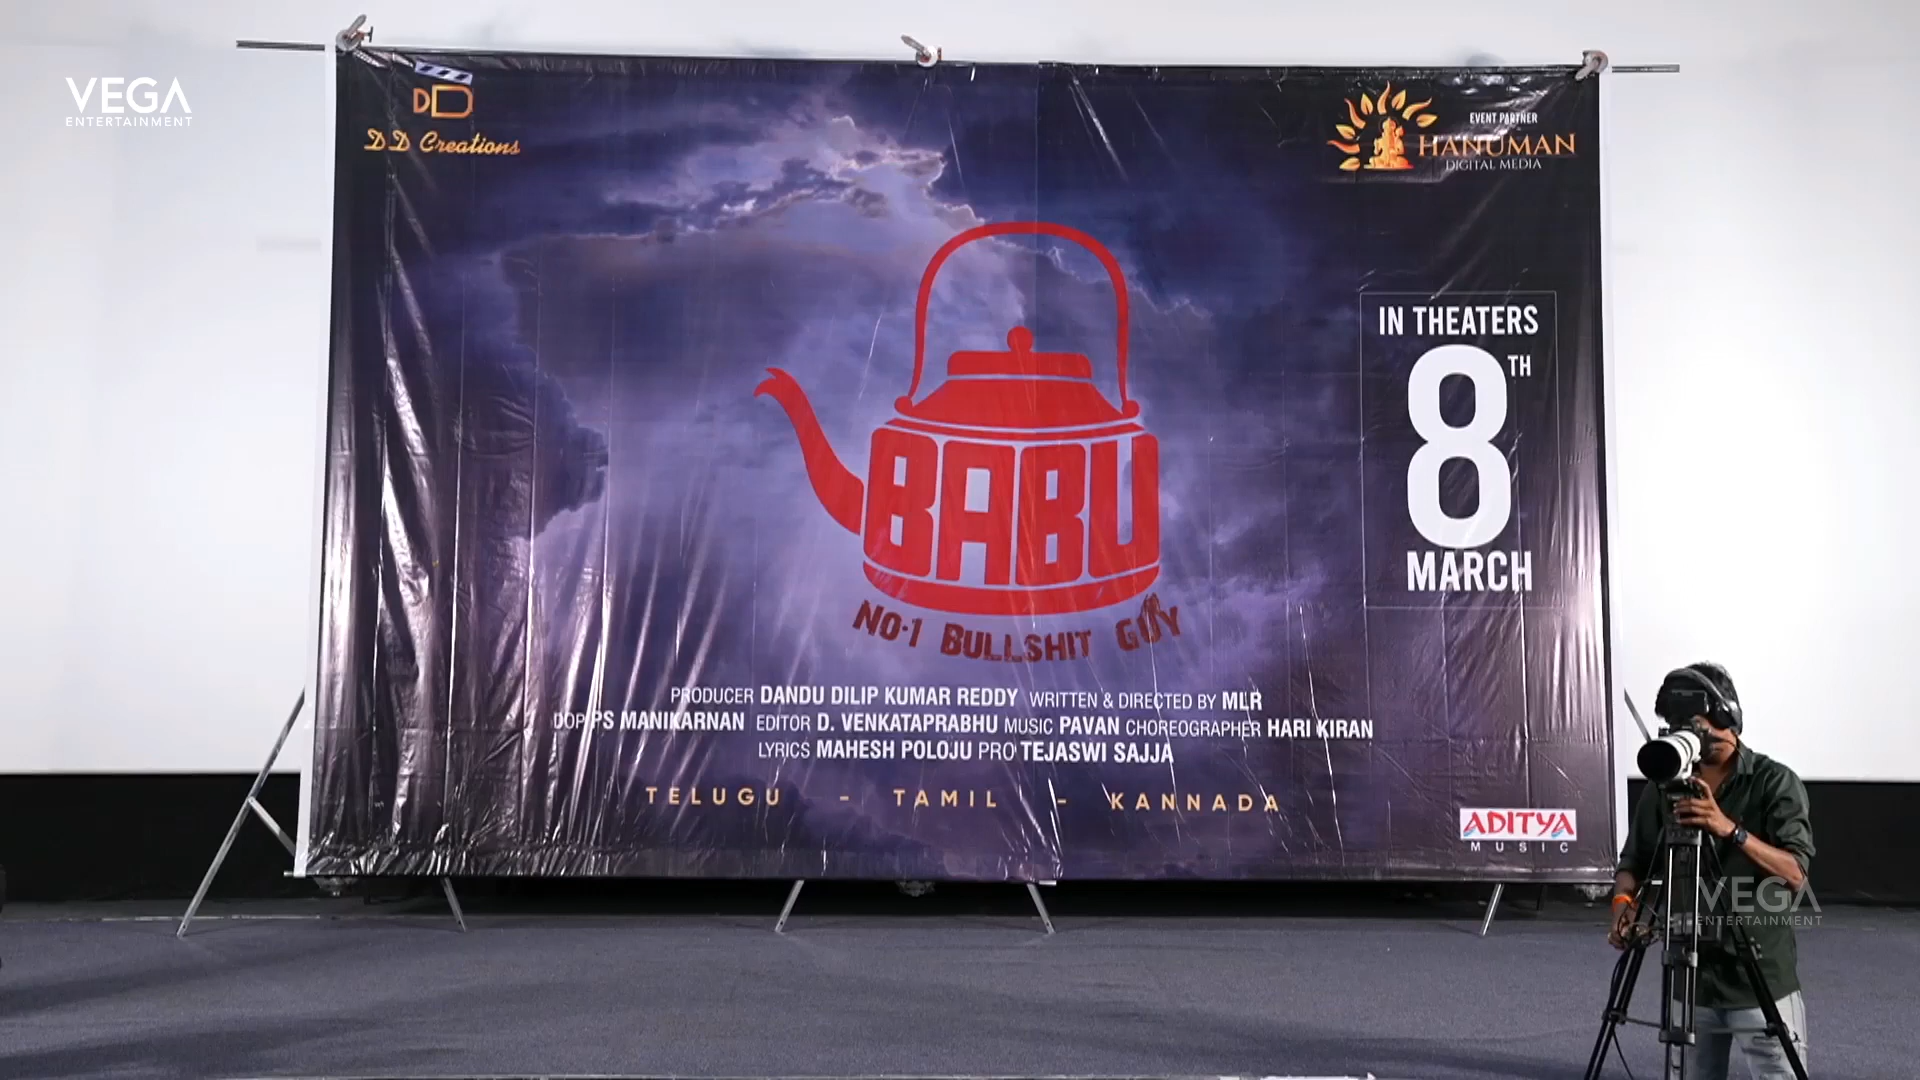 VEGA
ENTERTAINMENT
DD
DD Creations
EVENT PARTNER
HANUMAN
DIGITAL MEDIA
IN THEATERS
8TH
MARCH
BABU
NO.1 BULLSHIT GUY
PRODUCER DANDU DILIP KUMAR REDDY WRITTEN & DIRECTED BY MLR
DOP PS MANIKARNAN EDITOR D. VENKATAPRABHU MUSIC PAVAN CHOREOGRAPHER HARI KIRAN
LYRICS MAHESH POLOJU PRO TEJASWI SAJJA
TELUGU - TAMIL - KANNADA
ADITYA
MUSIC
VEGA
ENTERTAINMENT